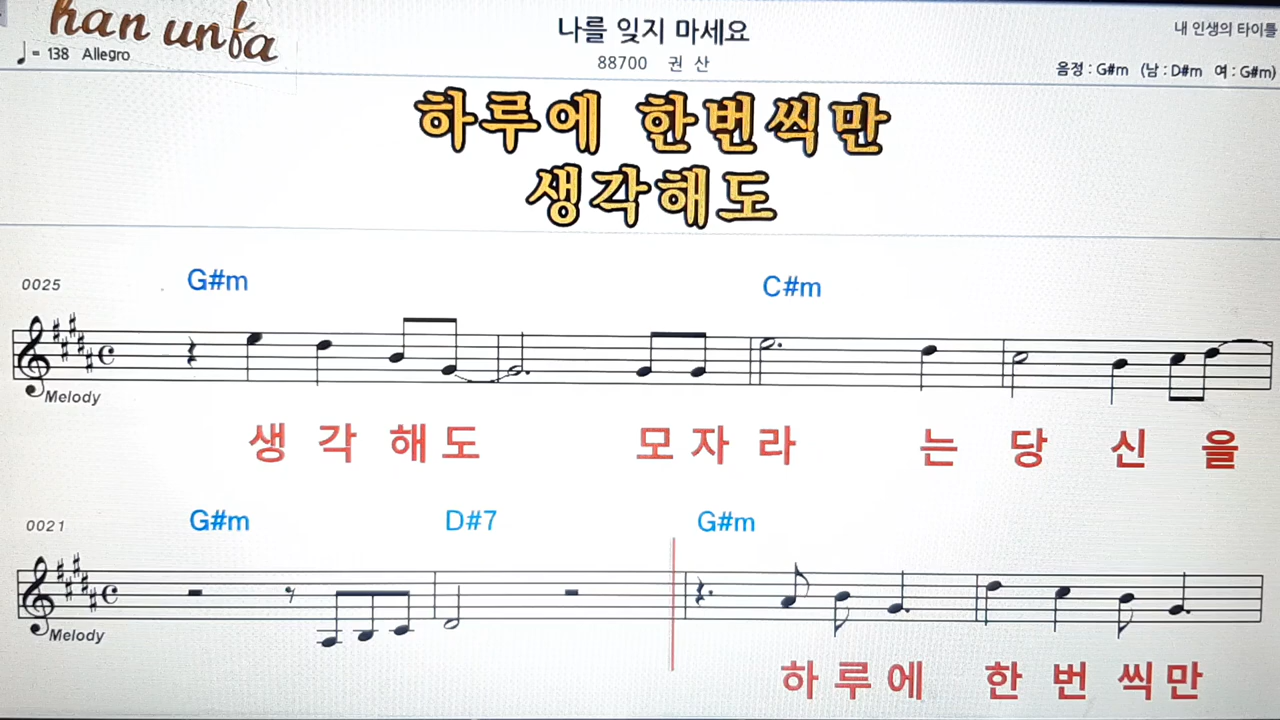 han unfa
♩= 138 Allegro
나를 잊지 마세요
88700 권 산
내 인생의 타이틀
음정 : G#m (남 : D#m 여 : G#m)
하루에 한번씩만
생각해도
0025 G#m C#m
Melody
생 각 해 도 모 자 라 는 당 신 을
0021 G#m D#7 G#m
Melody
하 루 에 한 번 씩 만